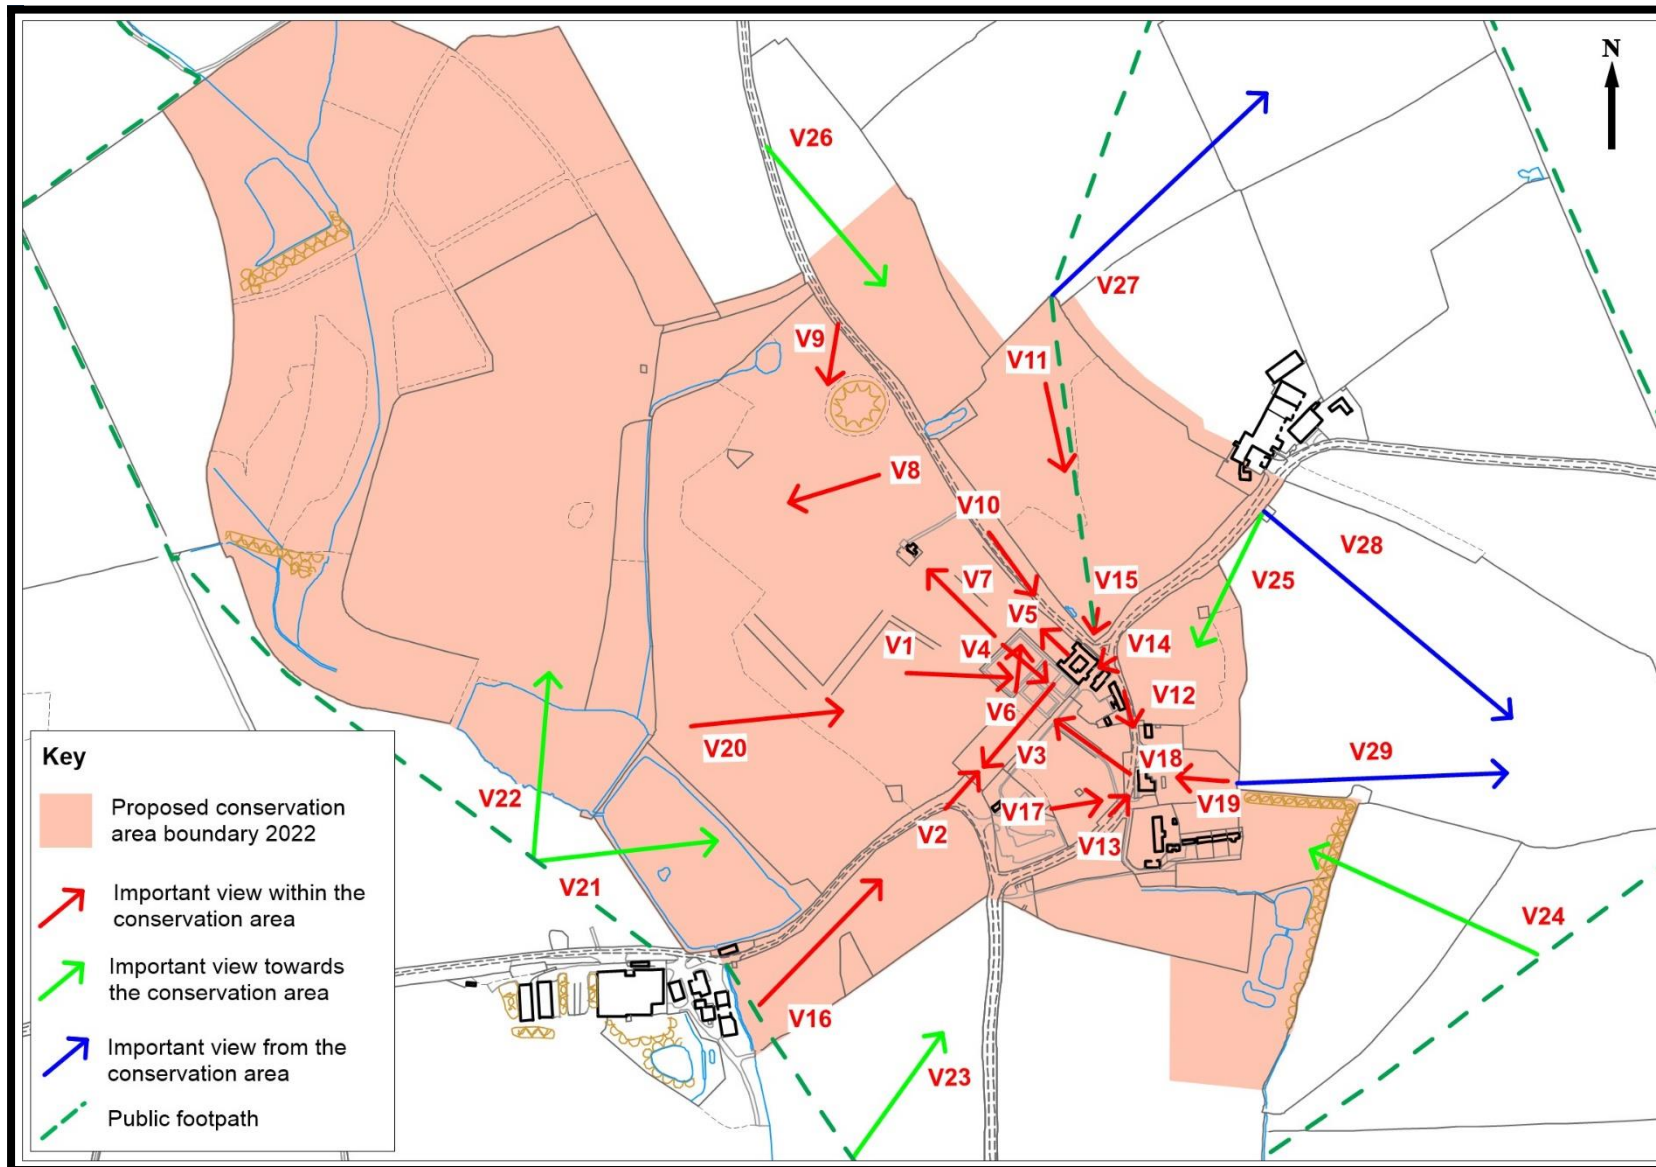 N
V26
V27
V9
V11
V8
V10
V28
V7
V15
V25
V5
V1
V4
V14
V6
V12
V20
V3
V18
V29
V22
V17
V19
V2
V13
V21
V24
V16
V23
Key
Proposed conservation
area boundary 2022
Important view within the
conservation area
Important view towards
the conservation area
Important view from the
conservation area
Public footpath